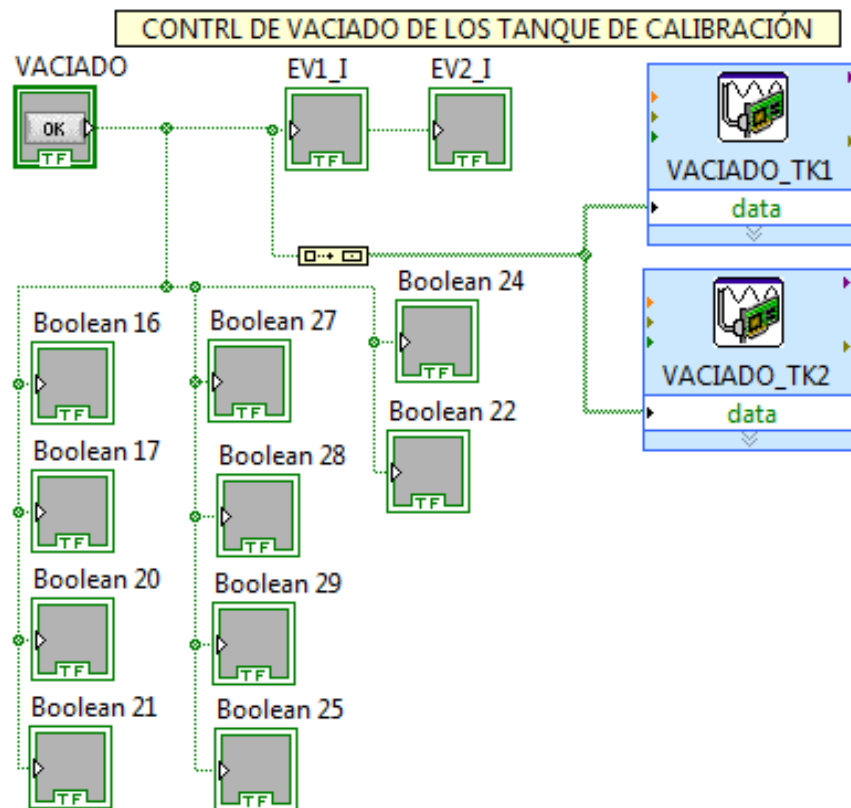 CONTRL DE VACIADO DE LOS TANQUE DE CALIBRACIÓN
VACIADO
EV1_I
EV2_I
OK
TF
TF
TF
VACIADO_TK1
data
Boolean 24
TF
Boolean 16
TF
Boolean 27
TF
VACIADO_TK2
data
Boolean 22
TF
Boolean 17
TF
Boolean 28
TF
Boolean 20
TF
Boolean 29
TF
Boolean 21
TF
Boolean 25
TF